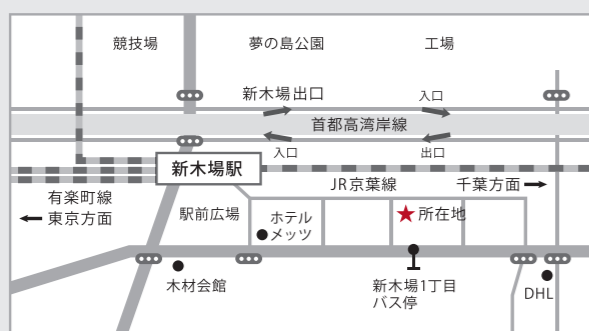 競技場
夢の島公園
工場
新木場出口
入口
首都高湾岸線
入口
出口
新木場駅
JR京葉線
千葉方面
有楽町線
東京方面
駅前広場
ホテル
メッツ
所在地
木材会館
新木場1丁目
バス停
DHL